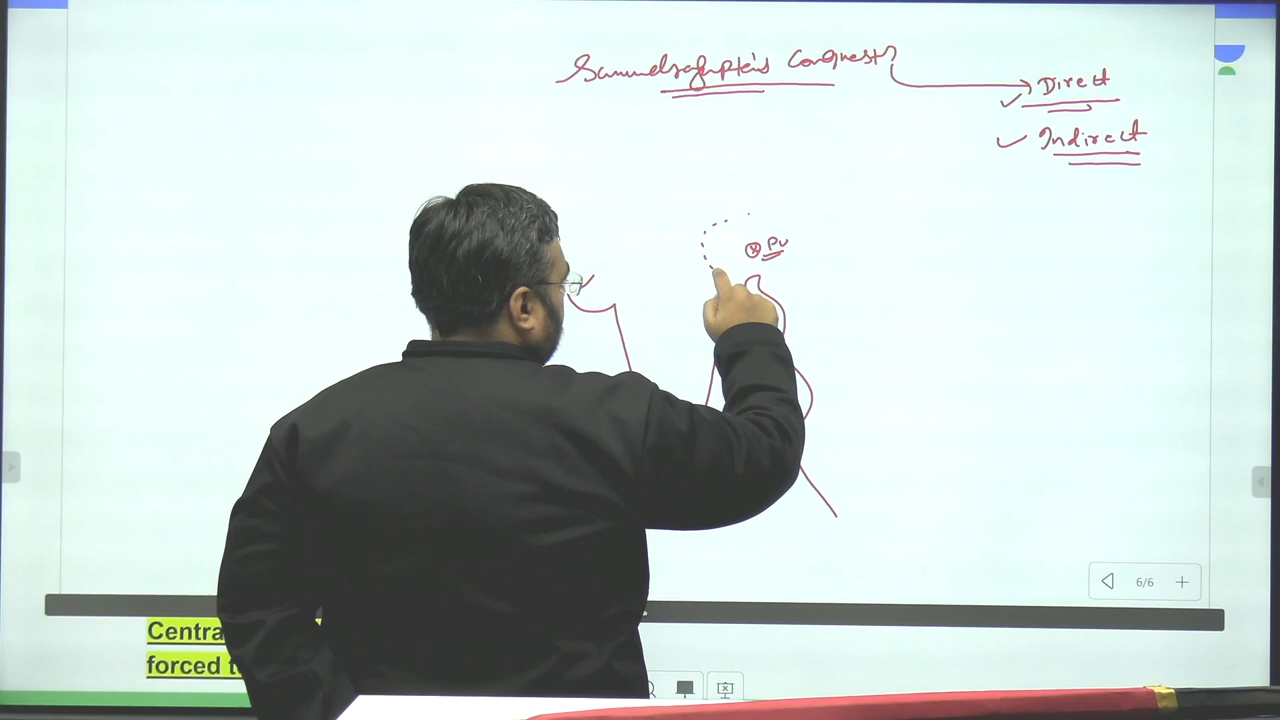 Samudragupta's Conquests
Direct
Indirect
Pu
6/6
Centra
forced t